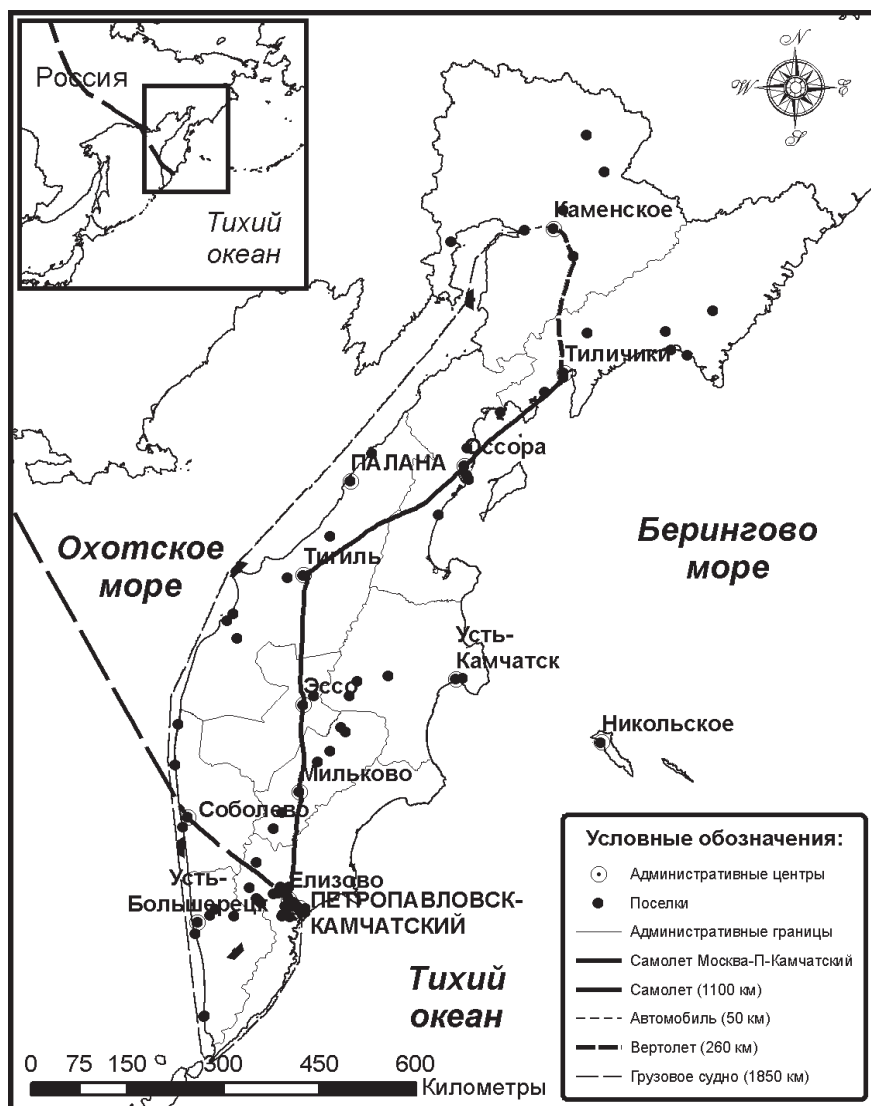 Россия
Тихий
океан
N
W
E
S
Каменское
Тиличики
Оссора
ПАЛАНА
Охотское
море
Берингово
море
Тигиль
Усть-
Камчатск
Эссо
Никольское
Мильково
Соболево
Усть-
Большерецк
Елизово
ПЕТРОПАВЛОВСК-
КАМЧАТСКИЙ
Тихий
океан
Условные обозначения:
Административные центры
Поселки
Административные границы
Самолет Москва-П-Камчатский
Самолет (1100 км)
Автомобиль (50 км)
Вертолет (260 км)
Грузовое судно (1850 км)
0 75 150 300 450 600
Километры